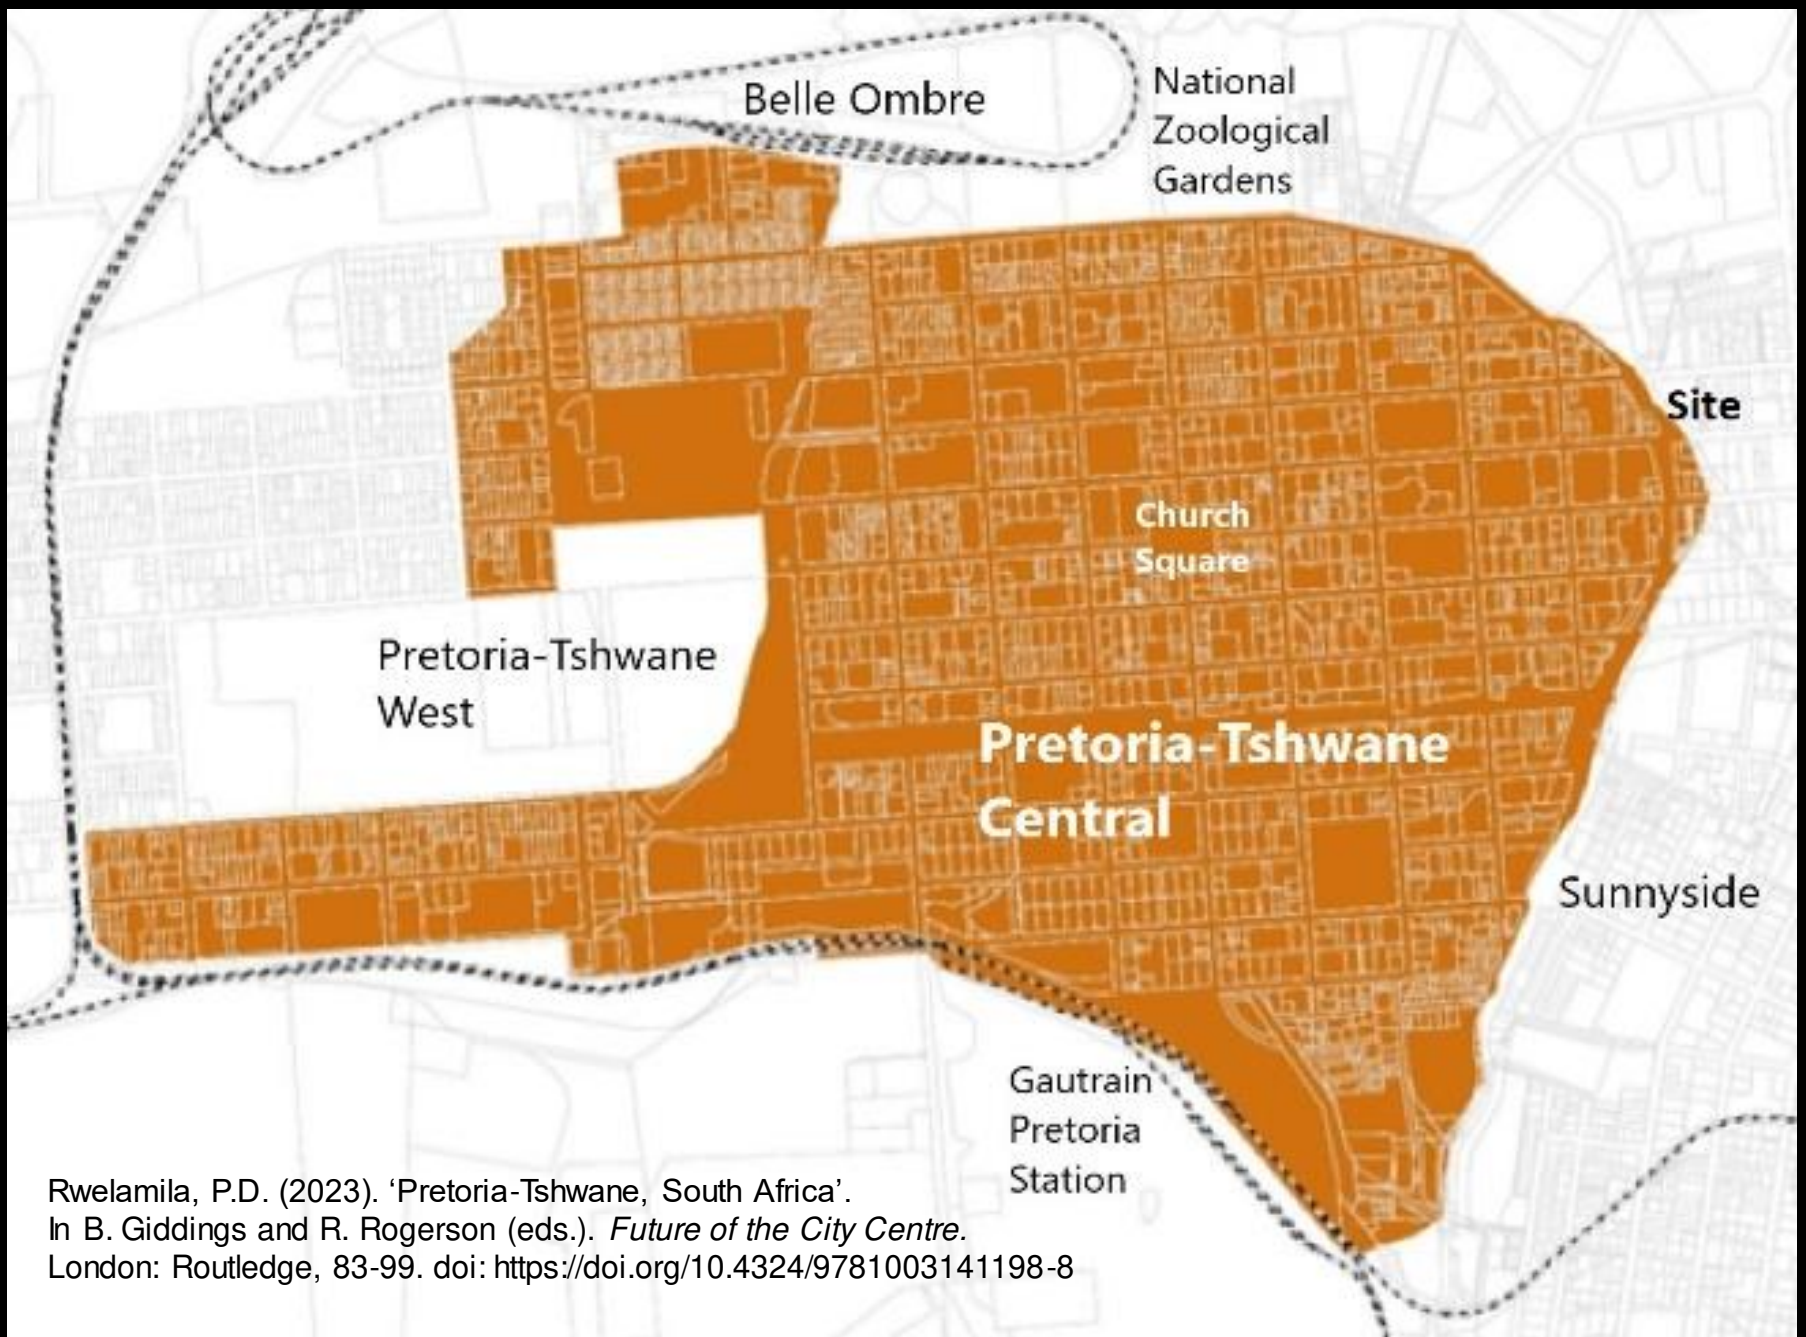 Belle Ombre
National
Zoological
Gardens
Site
Church
Square
Pretoria-Tshwane
West
Pretoria-Tshwane
Central
Sunnyside
Gautrain
Pretoria
Station
Rwelamila, P.D. (2023). ‘Pretoria-Tshwane, South Africa’.
In B. Giddings and R. Rogerson (eds.). Future of the City Centre.
London: Routledge, 83-99. doi: https://doi.org/10.4324/9781003141198-8